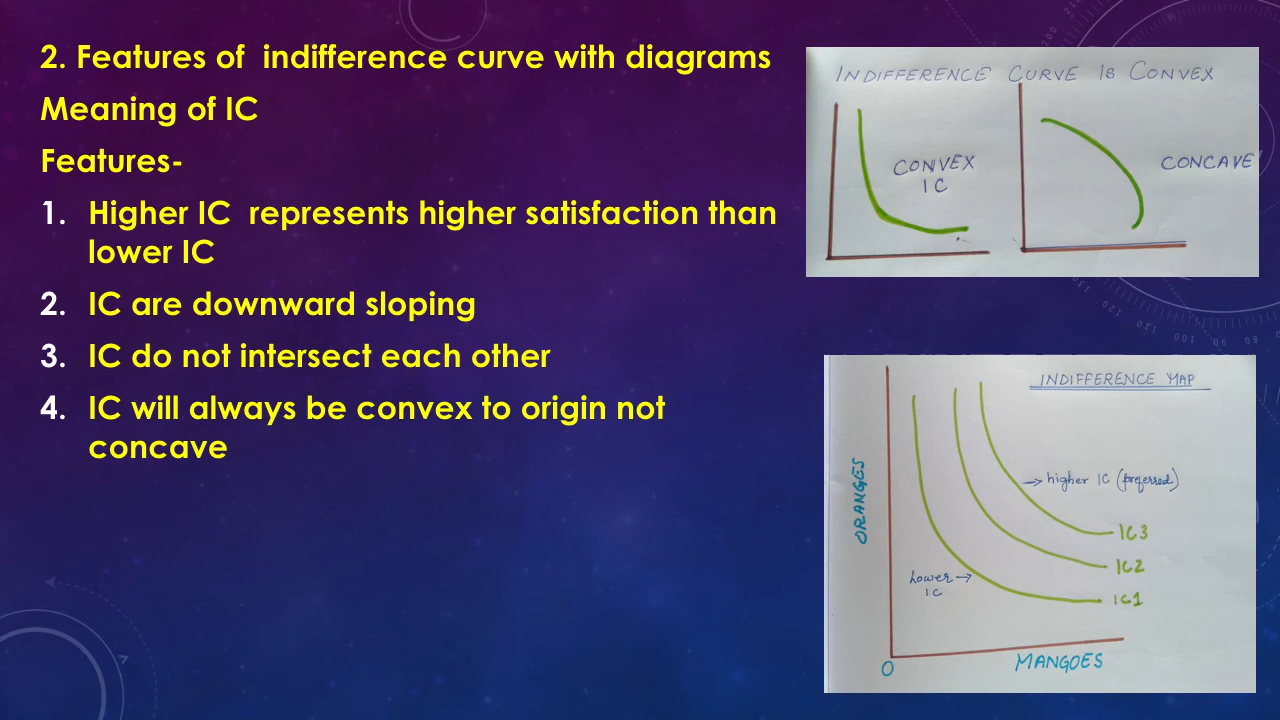 2. Features of  indifference curve with diagrams
Meaning of IC
Features-
1. Higher IC  represents higher satisfaction than
lower IC
2. IC are downward sloping
3. IC do not intersect each other
4. IC will always be convex to origin not
concave
INDIFFERENCE CURVE IS CONVEX
CONVEX
IC
CONCAVE
INDIFFERENCE MAP
ORANGES
→ higher IC (preferred)
IC3
IC2
lower →
IC
IC1
O
MANGOES